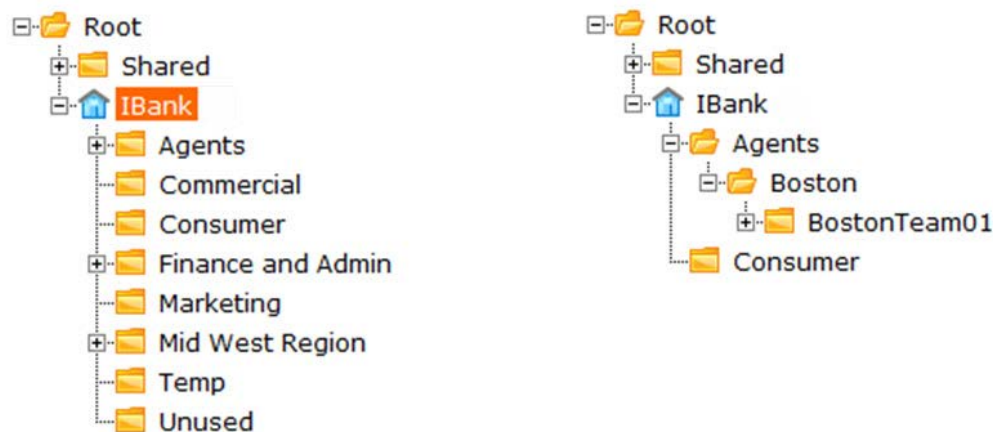 Root
Shared
IBank
Agents
Commercial
Consumer
Finance and Admin
Marketing
Mid West Region
Temp
Unused
Root
Shared
IBank
Agents
Boston
BostonTeam01
Consumer